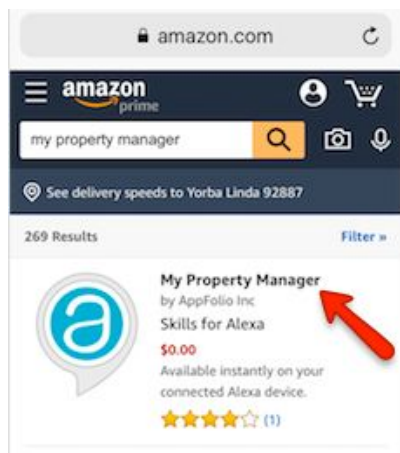 amazon.com
amazon
prime
my property manager
See delivery speeds to Yorba Linda 92887
269 Results
Filter »
My Property Manager
by AppFolio Inc
Skills for Alexa
$0.00
Available instantly on your
connected Alexa device.
(1)